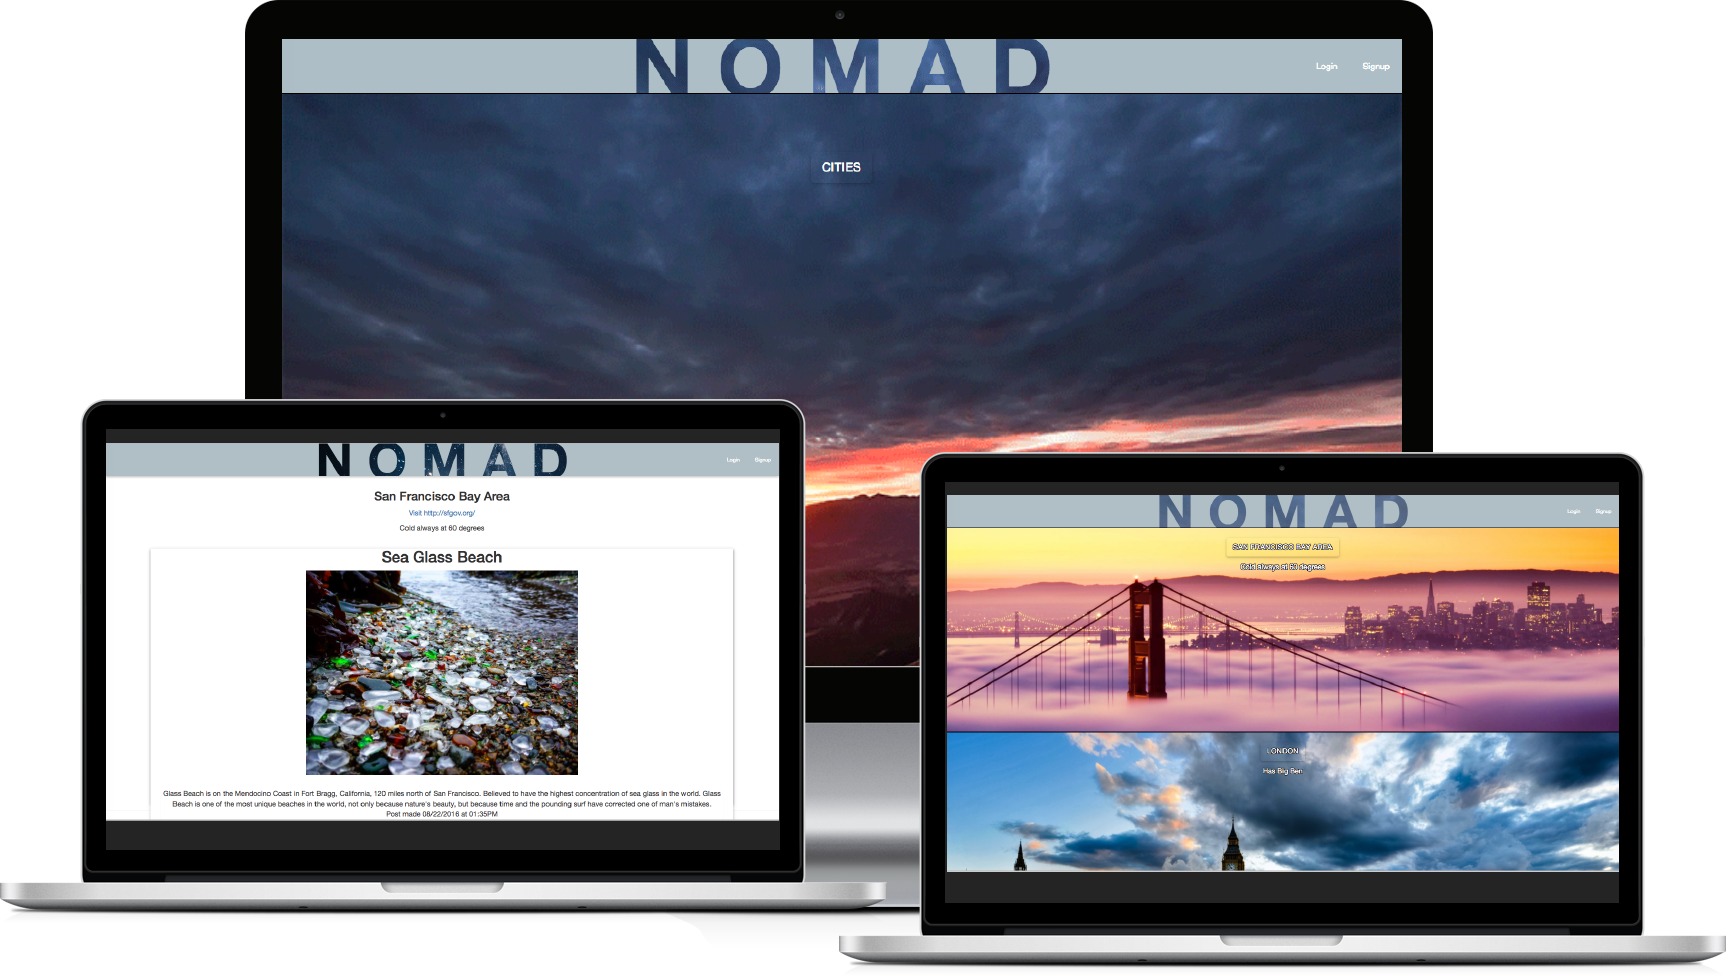 NOMAD
Login Signup
CITIES
NOMAD
Login Signup
San Francisco Bay Area
Visit http://sfgov.org/
Cold always at 60 degrees
Sea Glass Beach
Glass Beach is on the Mendocino Coast in Fort Bragg, California, 120 miles north of San Francisco. Believed to have the highest concentration of sea glass in the world. Glass
Beach is one of the most unique beaches in the world, not only because nature's beauty, but because time and the pounding surf have corrected one of man's mistakes.
Post made 08/22/2016 at 01:35PM
NOMAD
Login Signup
SAN FRANCISCO BAY AREA
Cold always at 60 degrees
LONDON
Has Big Ben